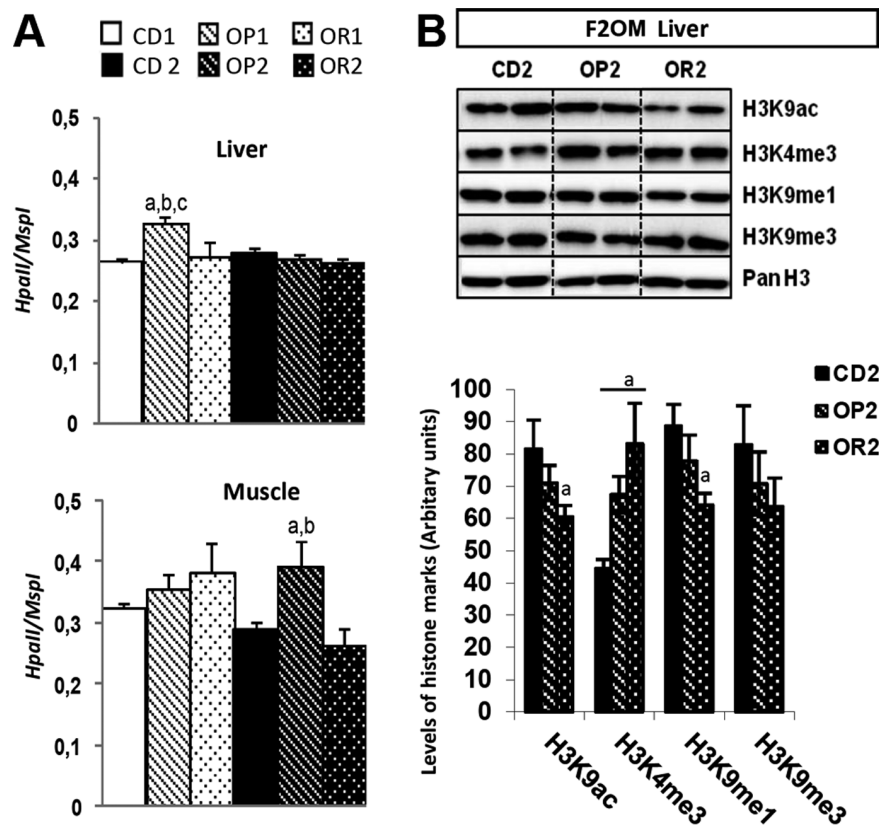 A
CD1 OP1 OR1
CD 2 OP2 OR2
Liver
0,5
0,4
0,3
0,2
0,1
0
HpaII/MspI
a,b,c
Muscle
0,5
0,4
0,3
0,2
0,1
0
HpaII/MspI
a,b
B
F2OM Liver
CD2 OP2 OR2
H3K9ac
H3K4me3
H3K9me1
H3K9me3
Pan H3
CD2
OP2
OR2
Levels of histone marks (Arbitary units)
100
90
80
70
60
50
40
30
20
10
0
a
a
a
H3K9ac
H3K4me3
H3K9me1
H3K9me3